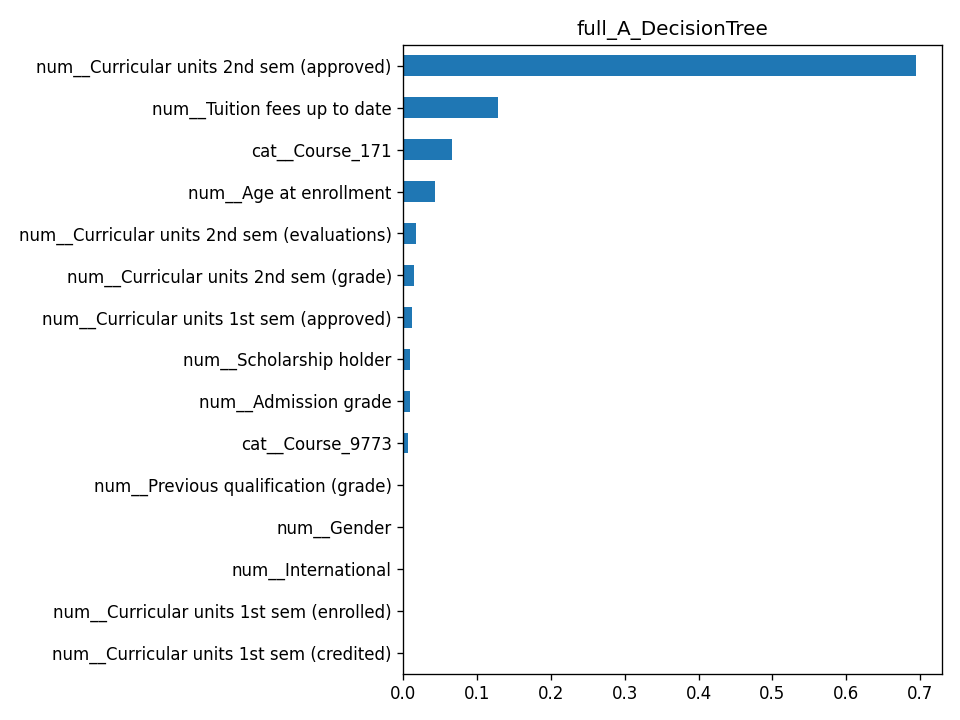 full_A_DecisionTree
num__Curricular units 2nd sem (approved)
num__Tuition fees up to date
cat__Course_171
num__Age at enrollment
num__Curricular units 2nd sem (evaluations)
num__Curricular units 2nd sem (grade)
num__Curricular units 1st sem (approved)
num__Scholarship holder
num__Admission grade
cat__Course_9773
num__Previous qualification (grade)
num__Gender
num__International
num__Curricular units 1st sem (enrolled)
num__Curricular units 1st sem (credited)
0.0 0.1 0.2 0.3 0.4 0.5 0.6 0.7